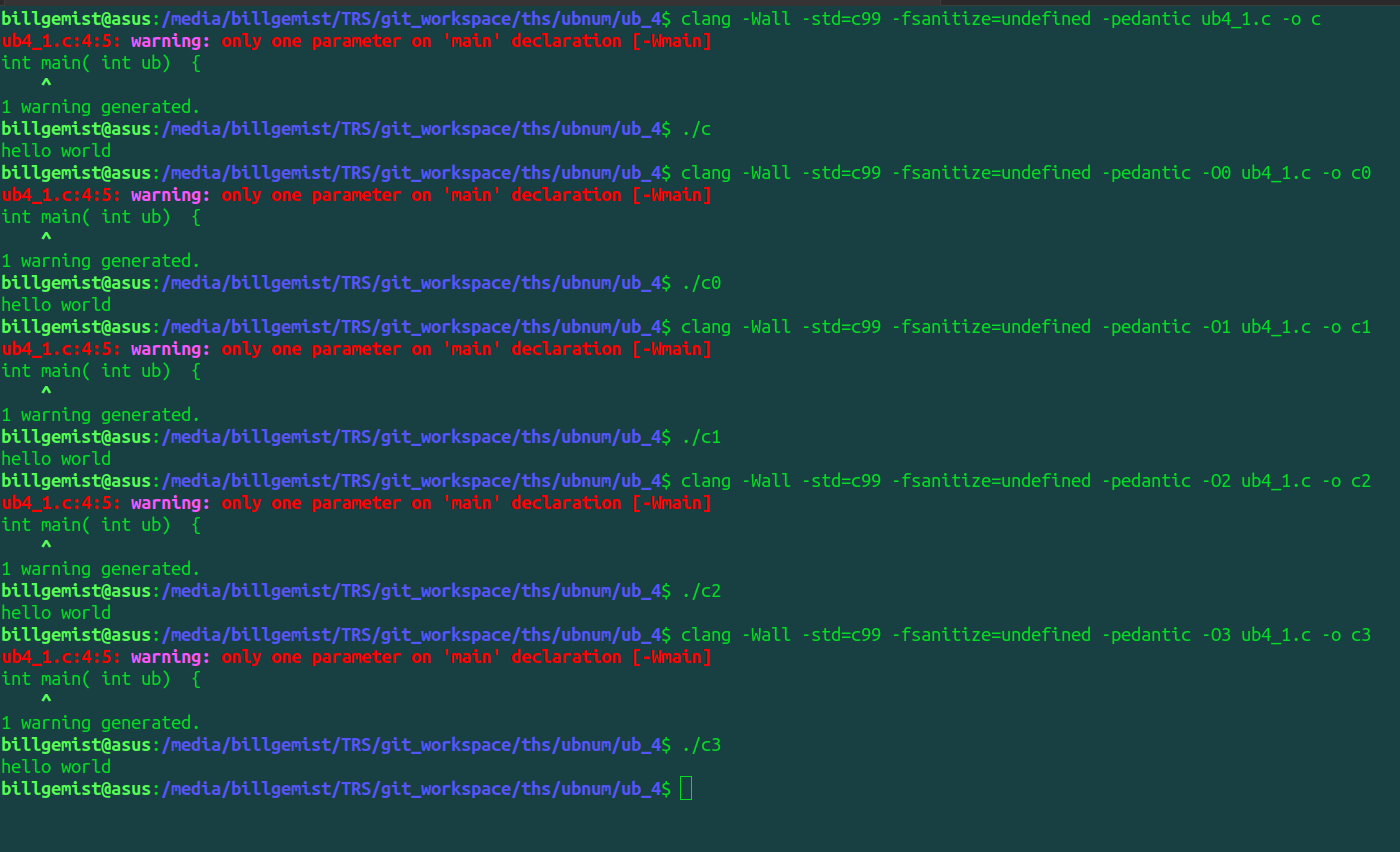 billgemist@asus:/media/billgemist/TRS/git_workspace/ths/ubnum/ub_4$ clang -Wall -std=c99 -fsanitize=undefined -pedantic ub4_1.c -o c
ub4_1.c:4:5: warning: only one parameter on 'main' declaration [-Wmain]
int main( int ub)  {
    ^
1 warning generated.
billgemist@asus:/media/billgemist/TRS/git_workspace/ths/ubnum/ub_4$ ./c
hello world
billgemist@asus:/media/billgemist/TRS/git_workspace/ths/ubnum/ub_4$ clang -Wall -std=c99 -fsanitize=undefined -pedantic -O0 ub4_1.c -o c0
ub4_1.c:4:5: warning: only one parameter on 'main' declaration [-Wmain]
int main( int ub)  {
    ^
1 warning generated.
billgemist@asus:/media/billgemist/TRS/git_workspace/ths/ubnum/ub_4$ ./c0
hello world
billgemist@asus:/media/billgemist/TRS/git_workspace/ths/ubnum/ub_4$ clang -Wall -std=c99 -fsanitize=undefined -pedantic -O1 ub4_1.c -o c1
ub4_1.c:4:5: warning: only one parameter on 'main' declaration [-Wmain]
int main( int ub)  {
    ^
1 warning generated.
billgemist@asus:/media/billgemist/TRS/git_workspace/ths/ubnum/ub_4$ ./c1
hello world
billgemist@asus:/media/billgemist/TRS/git_workspace/ths/ubnum/ub_4$ clang -Wall -std=c99 -fsanitize=undefined -pedantic -O2 ub4_1.c -o c2
ub4_1.c:4:5: warning: only one parameter on 'main' declaration [-Wmain]
int main( int ub)  {
    ^
1 warning generated.
billgemist@asus:/media/billgemist/TRS/git_workspace/ths/ubnum/ub_4$ ./c2
hello world
billgemist@asus:/media/billgemist/TRS/git_workspace/ths/ubnum/ub_4$ clang -Wall -std=c99 -fsanitize=undefined -pedantic -O3 ub4_1.c -o c3
ub4_1.c:4:5: warning: only one parameter on 'main' declaration [-Wmain]
int main( int ub)  {
    ^
1 warning generated.
billgemist@asus:/media/billgemist/TRS/git_workspace/ths/ubnum/ub_4$ ./c3
hello world
billgemist@asus:/media/billgemist/TRS/git_workspace/ths/ubnum/ub_4$